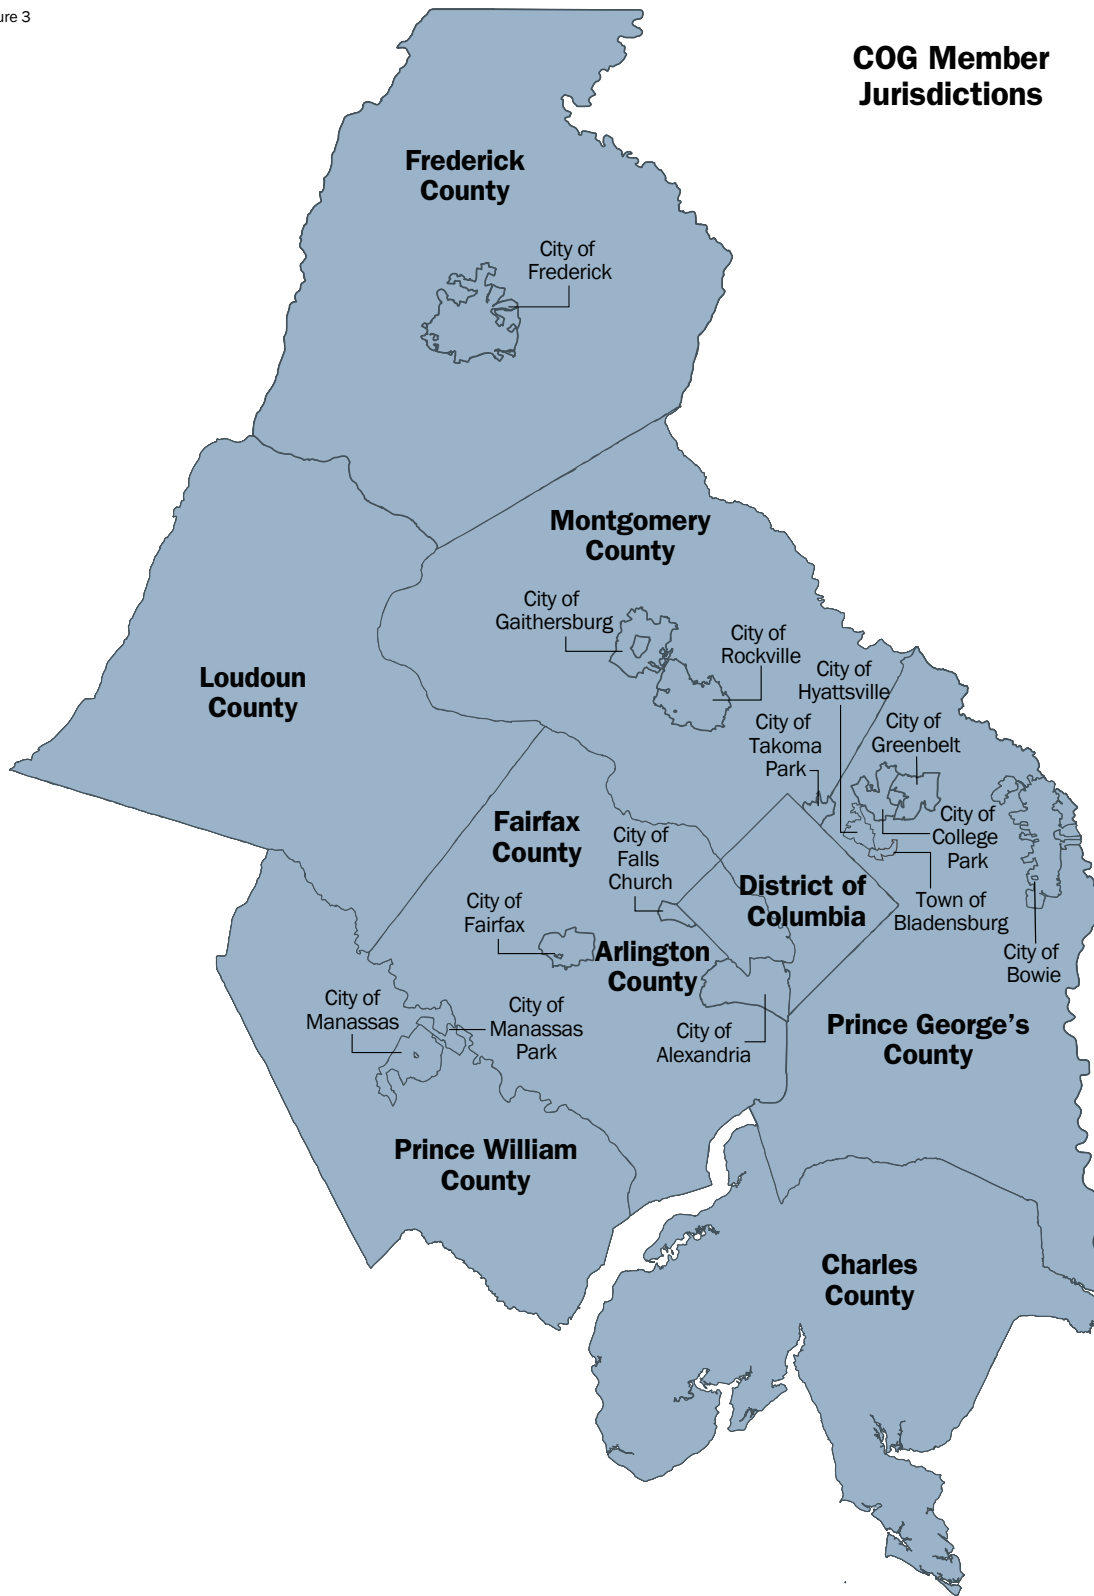 COG Member
Jurisdictions
Frederick
County
City of
Frederick
Montgomery
County
City of
Gaithersburg
City of
Rockville
City of
Hyattsville
Loudoun
County
City of
Takoma
Park
City of
Greenbelt
Fairfax
County
City of
Falls
Church
City of
College
Park
District of
Columbia
Town of
Bladensburg
City of
Fairfax
Arlington
County
City of
Bowie
City of
Manassas
City of
Manassas
Park
City of
Alexandria
Prince George's
County
Prince William
County
Charles
County